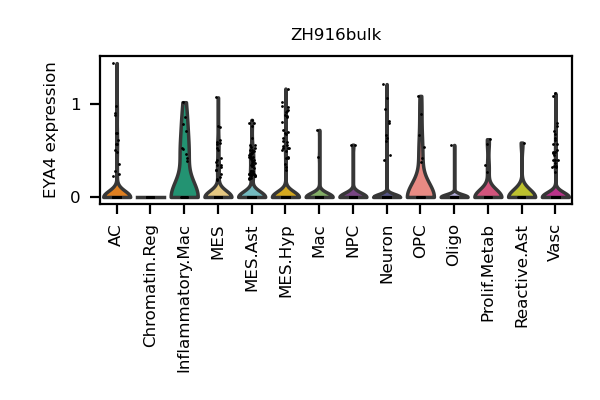 ZH916bulk
EYA4 expression
1
0
AC
Chromatin.Reg
Inflammatory.Mac
MES
MES.Ast
MES.Hyp
Mac
NPC
Neuron
OPC
Oligo
Prolif.Metab
Reactive.Ast
Vasc